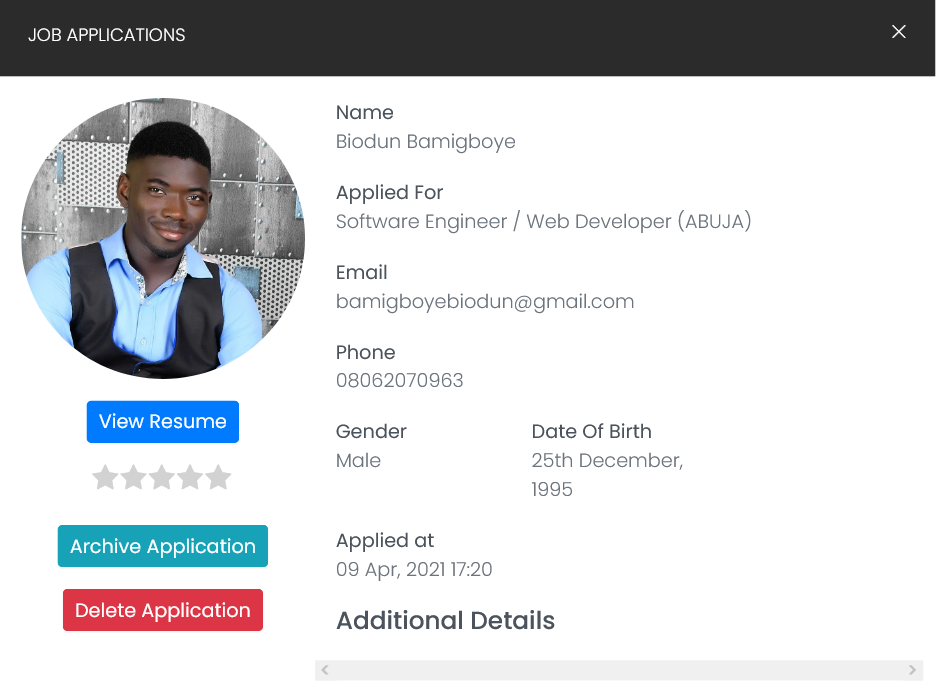 JOB APPLICATIONS
Name
Biodun Bamigboye
Applied For
Software Engineer / Web Developer (ABUJA)
Email
bamigboyebiodun@gmail.com
Phone
08062070963
View Resume
Gender
Male
Date Of Birth
25th December,
1995
Archive Application
Applied at
09 Apr, 2021 17:20
Delete Application
Additional Details